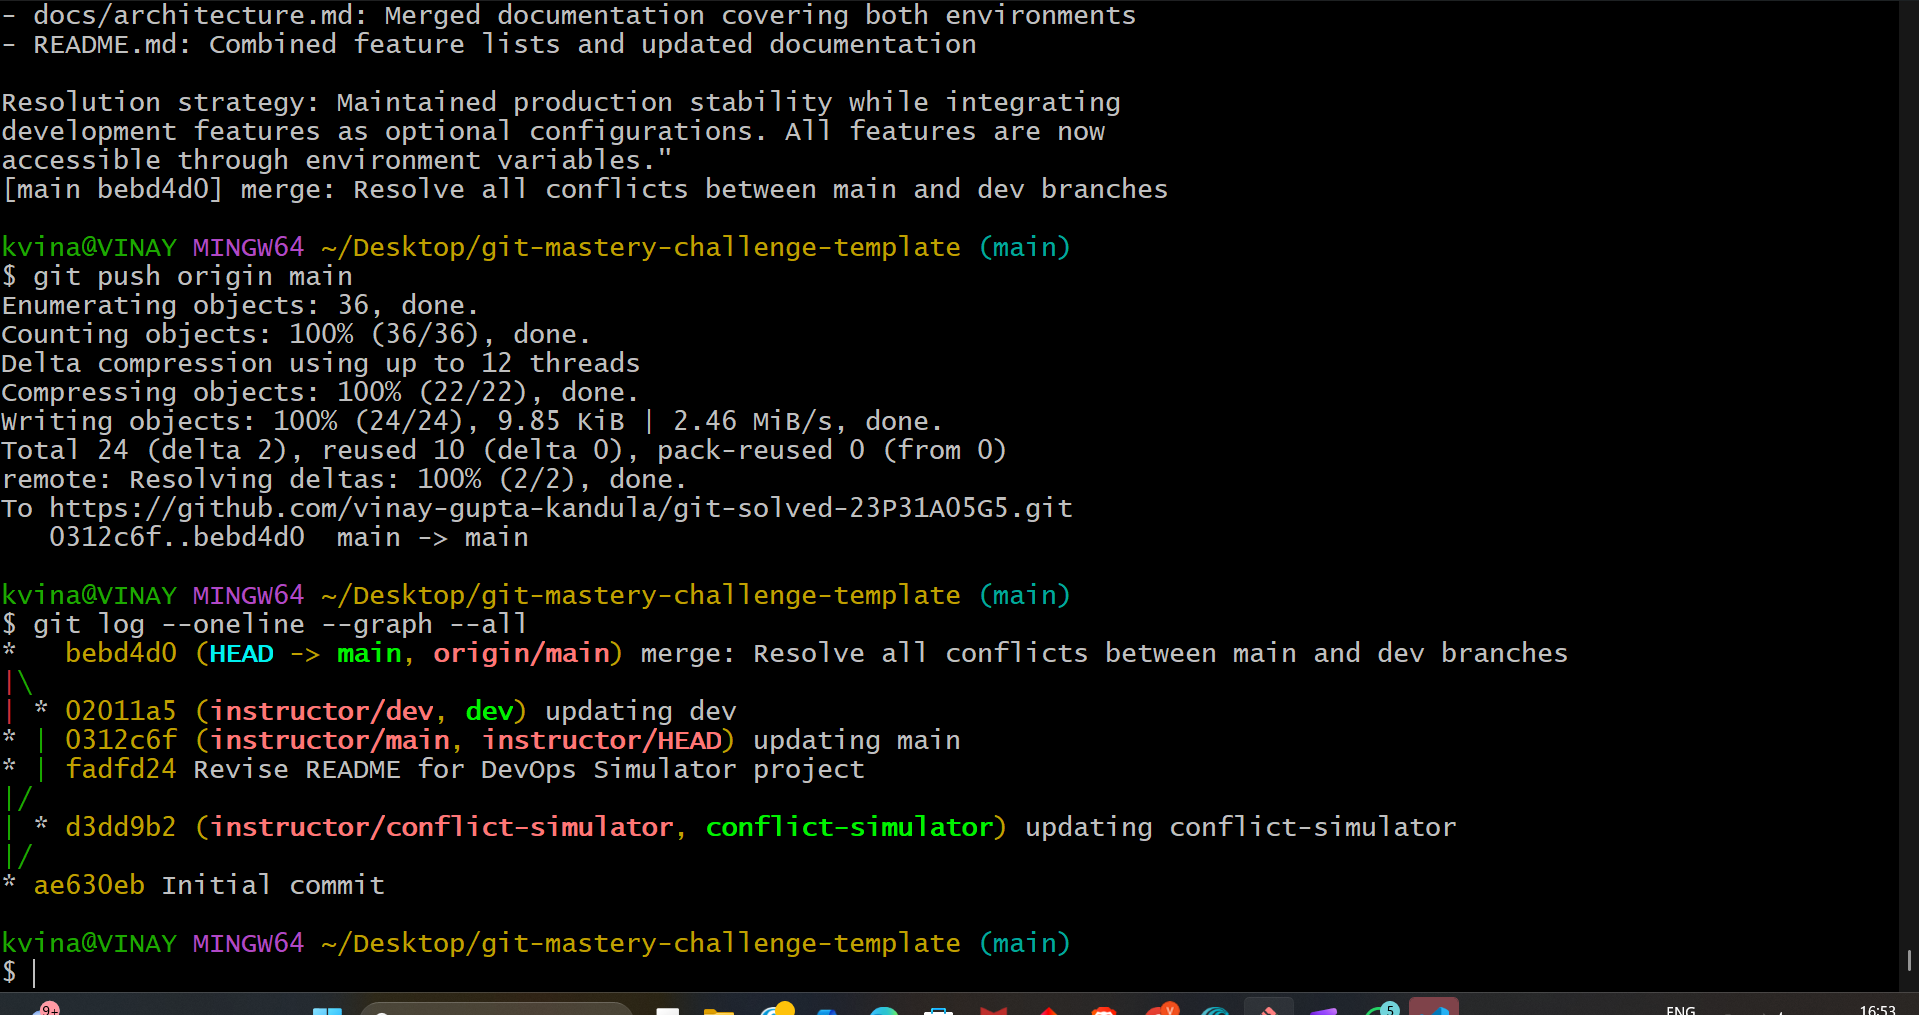 - docs/architecture.md: Merged documentation covering both environments
- README.md: Combined feature lists and updated documentation
Resolution strategy: Maintained production stability while integrating
development features as optional configurations. All features are now
accessible through environment variables."
[main bebd4d0] merge: Resolve all conflicts between main and dev branches
kvina@VINAY MINGW64 ~/Desktop/git-mastery-challenge-template (main)
$ git push origin main
Enumerating objects: 36, done.
Counting objects: 100% (36/36), done.
Delta compression using up to 12 threads
Compressing objects: 100% (22/22), done.
Writing objects: 100% (24/24), 9.85 KiB | 2.46 MiB/s, done.
Total 24 (delta 2), reused 10 (delta 0), pack-reused 0 (from 0)
remote: Resolving deltas: 100% (2/2), done.
To https://github.com/vinay-gupta-kandula/git-solved-23P31A05G5.git
   0312c6f..bebd4d0  main -> main
kvina@VINAY MINGW64 ~/Desktop/git-mastery-challenge-template (main)
$ git log --oneline --graph --all
*   bebd4d0 (HEAD -> main, origin/main) merge: Resolve all conflicts between main and dev branches
|\
| * 02011a5 (instructor/dev, dev) updating dev
* | 0312c6f (instructor/main, instructor/HEAD) updating main
* | fadfd24 Revise README for DevOps Simulator project
|/
| * d3dd9b2 (instructor/conflict-simulator, conflict-simulator) updating conflict-simulator
|/
* ae630eb Initial commit
kvina@VINAY MINGW64 ~/Desktop/git-mastery-challenge-template (main)
$
9+
V
5
ENG
16:53